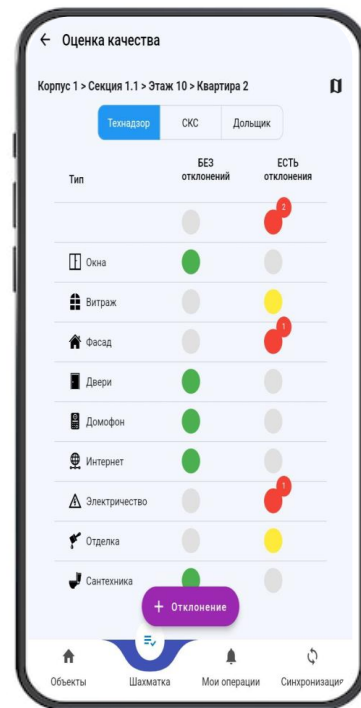 ← Оценка качества
Корпус 1 > Секция 1.1 > Этаж 10 > Квартира 2
Технадзор СКС Дольщик
Тип БЕЗ отклонений ЕСТЬ отклонения
2
Окна
Витраж
1
Фасад
Двери
Домофон
Интернет
1
Электричество
Отделка
Сантехника
+ Отклонение
Объекты Шахматка Мои операции Синхронизация